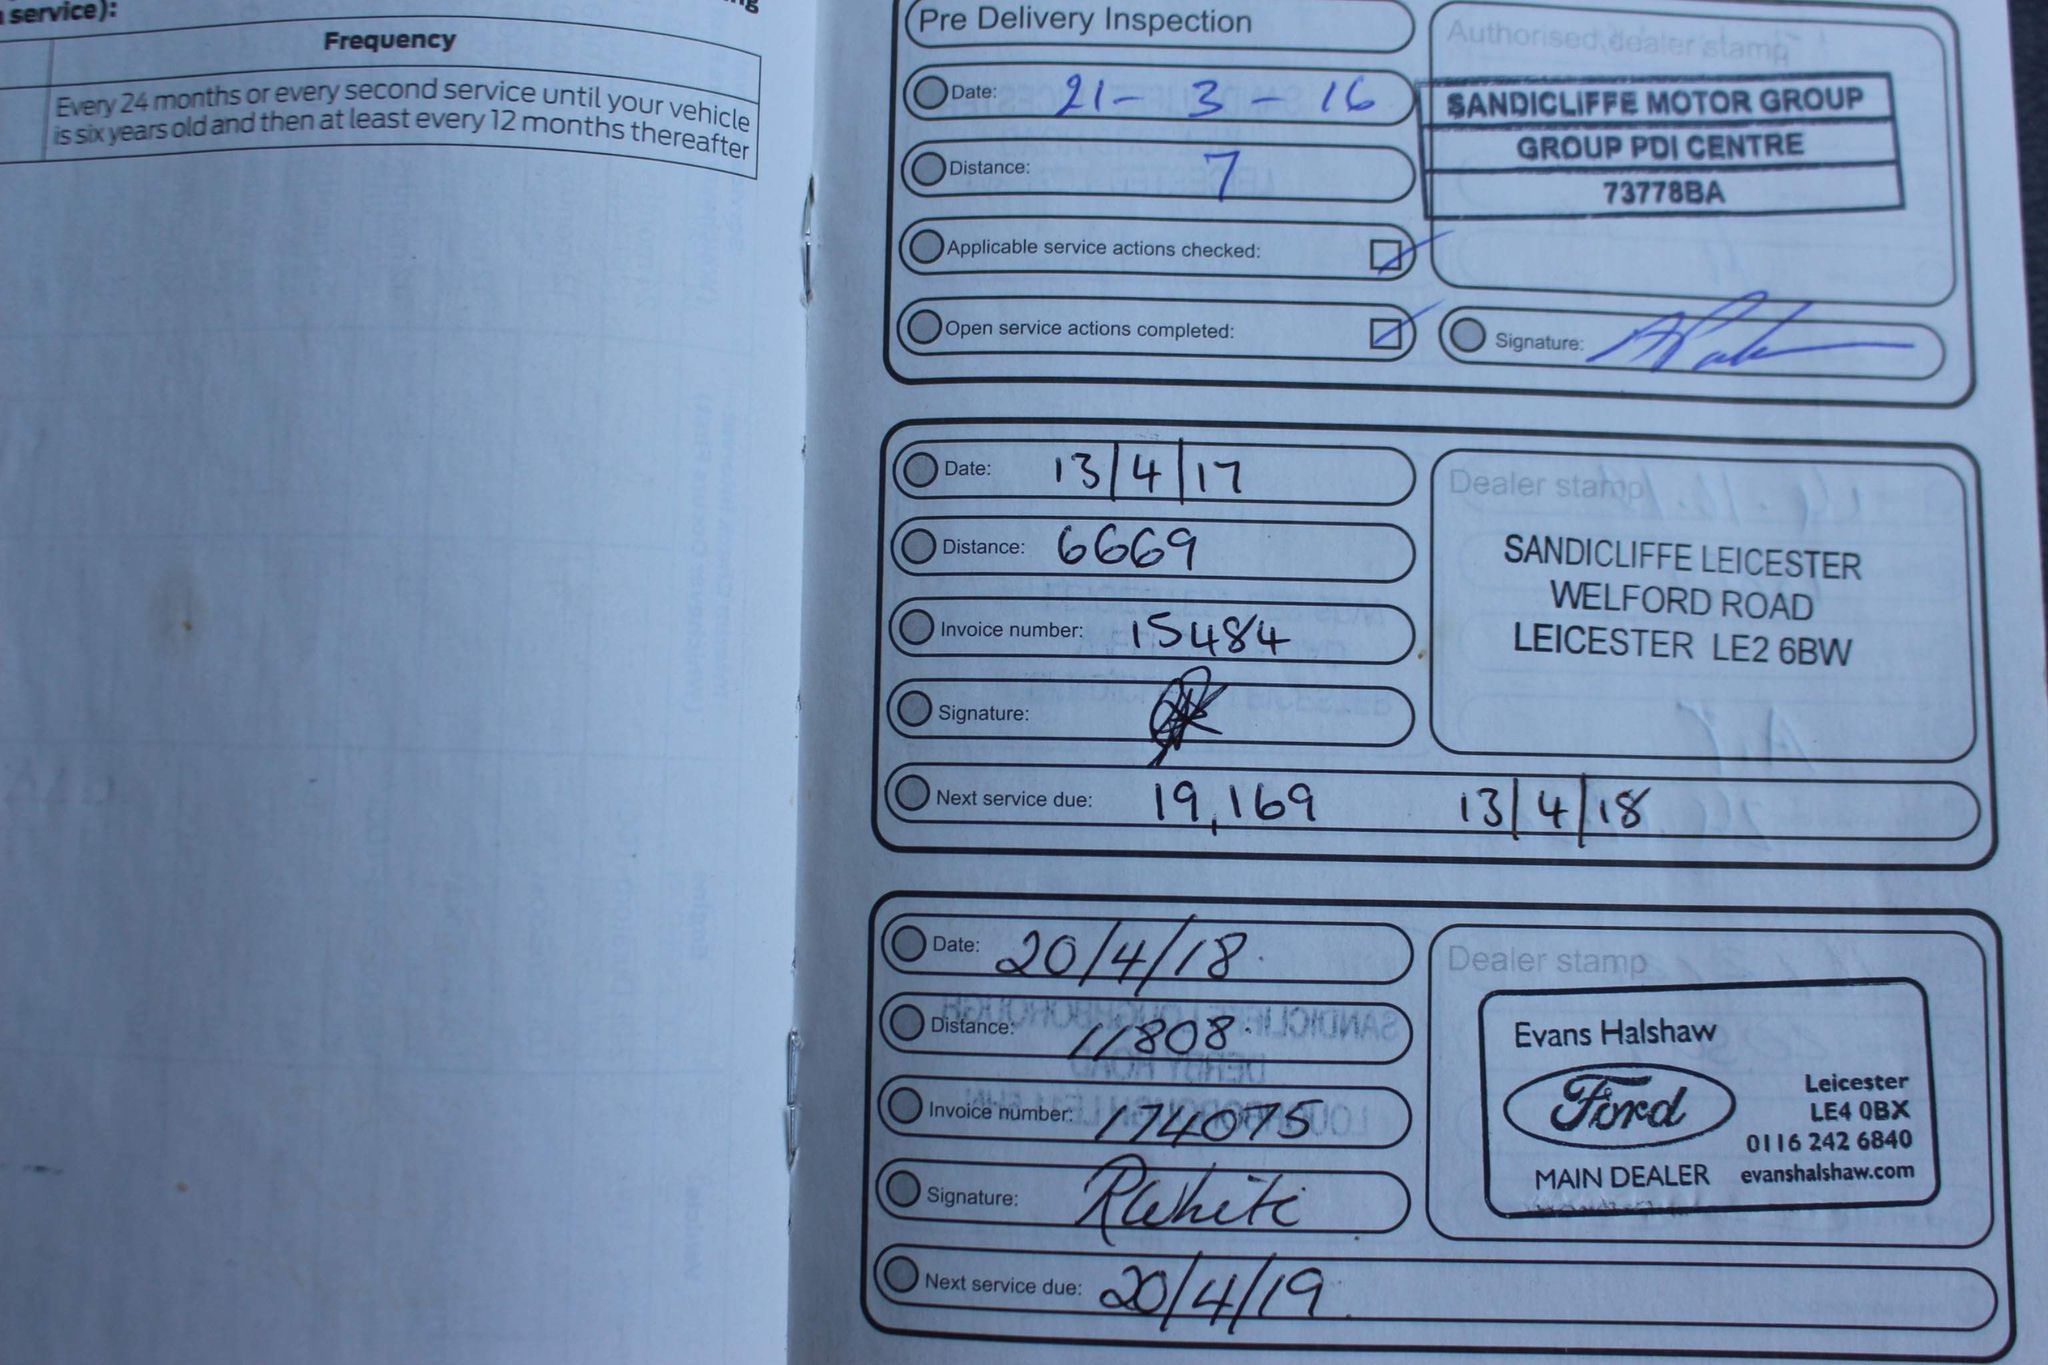 service):
Frequency
Every 24 months or every second service until your vehicle
is six years old and then at least every 12 months thereafter
Pre Delivery Inspection
Authorised dealer stamp
Date: 21 - 3 - 16
SANDICLIFFE MOTOR GROUP
GROUP PDI CENTRE
73778BA
Distance: 7
Applicable service actions checked:
Open service actions completed:
Signature:
Date: 13/4/17
Distance: 6669
Invoice number: 15484
Signature:
Dealer stamp
SANDICLIFFE LEICESTER
WELFORD ROAD
LEICESTER LE2 6BW
Next service due: 19,169 13/4/18
Date: 20/4/18.
Distance: 11808.
Invoice number: 174075
Signature: RWhite
Dealer stamp
Evans Halshaw
Ford
MAIN DEALER
Leicester
LE4 0BX
0116 242 6840
evanshalshaw.com
Next service due: 20/4/19.